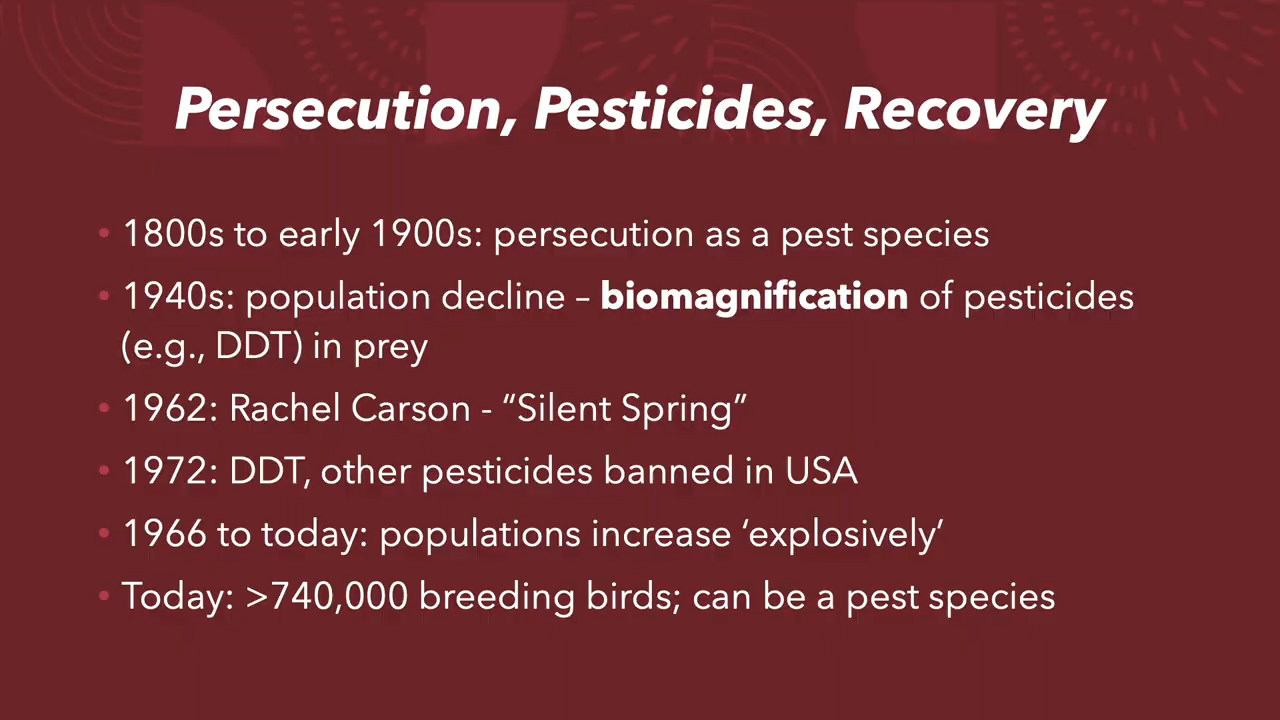 Persecution, Pesticides, Recovery
• 1800s to early 1900s: persecution as a pest species
• 1940s: population decline – biomagnification of pesticides
(e.g., DDT) in prey
• 1962: Rachel Carson - “Silent Spring”
• 1972: DDT, other pesticides banned in USA
• 1966 to today: populations increase ‘explosively’
• Today: >740,000 breeding birds; can be a pest species